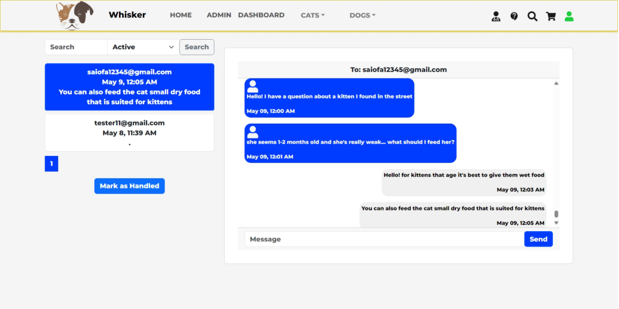 Whisker
HOME
ADMIN
DASHBOARD
CATS
DOGS
Search
Active
Search
saiofa12345@gmail.com
May 9, 12:05 AM
You can also feed the cat small dry food
that is suited for kittens
tester11@gmail.com
May 8, 11:39 AM
.
1
Mark as Handled
To: saiofa12345@gmail.com
Hello! I have a question about a kitten I found in the street
May 09, 12:00 AM
she seems 1-2 months old and she's really weak... what should I feed her?
May 09, 12:01 AM
Hello! for kittens that age it's best to give them wet food
May 09, 12:03 AM
You can also feed the cat small dry food that is suited for kittens
May 09, 12:05 AM
Message
Send